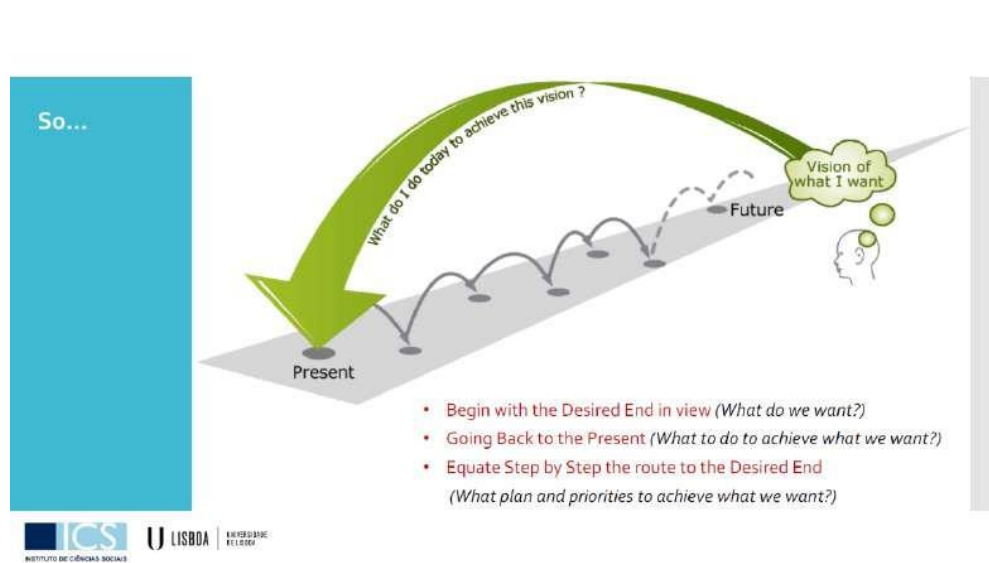 So...
What do I do today to achieve this vision ?
Vision of
what I want
Future
Present
• Begin with the Desired End in view (What do we want?)
• Going Back to the Present (What to do to achieve what we want?)
• Equate Step by Step the route to the Desired End
(What plan and priorities to achieve what we want?)
ICS
INSTITUTO DE CIÊNCIAS SOCIAIS
U LISBOA
UNIVERSIDADE
DE LISBOA